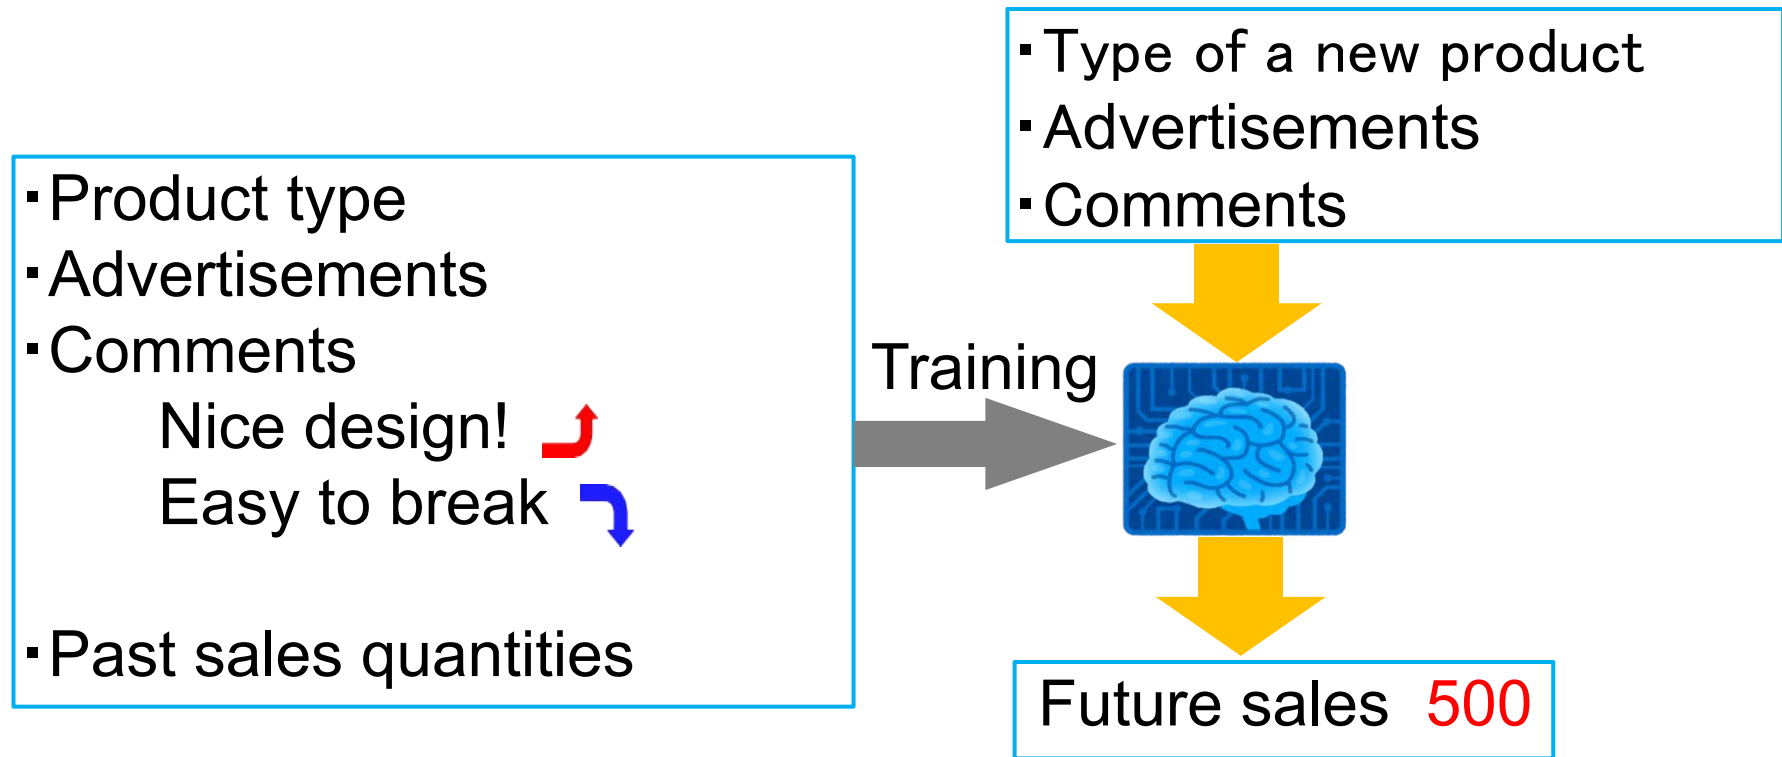 ・Product type
・Advertisements
・Comments
Nice design!
Easy to break
・Past sales quantities
Training
・Type of a new product
・Advertisements
・Comments
Future sales 500